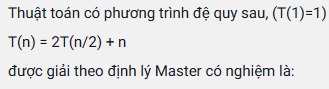 Thuật toán có phương trình đệ quy sau, (T(1)=1)
T(n) = 2T(n/2) + n
được giải theo định lý Master có nghiệm là: